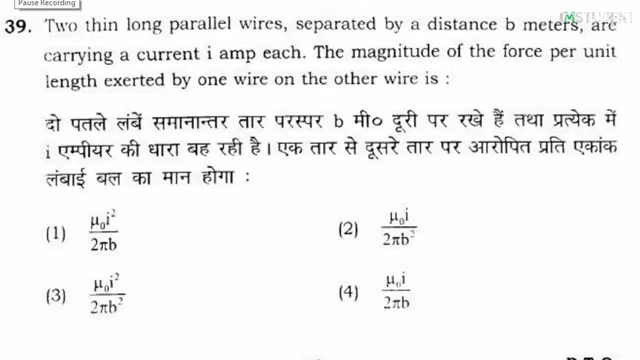 Pause Recording
IMSTUDENT
39. Two thin long parallel wires, separated by a distance b meters, are
carrying a current i amp each. The magnitude of the force per unit
length exerted by one wire on the other wire is :
दो पतले लंबें समानान्तर तार परस्पर b मी० दूरी पर रखे हैं तथा प्रत्येक में
i एम्पीयर की धारा बह रही है। एक तार से दूसरे तार पर आरोपित प्रति एकांक
लंबाई बल का मान होगा :
(1) μ₀i²/2πb (2) μ₀i/2πb²
(3) μ₀i²/2πb² (4) μ₀i/2πb